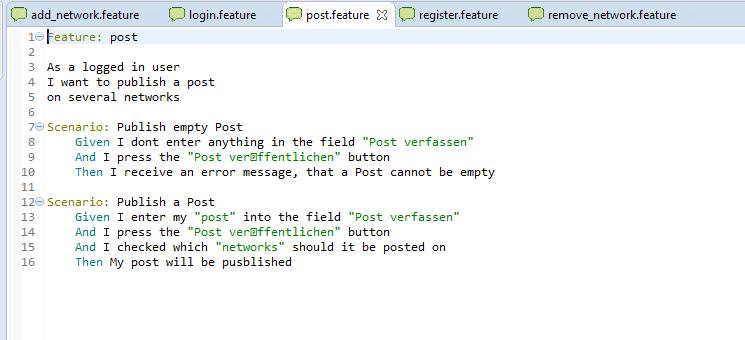 add_network.feature login.feature post.feature register.feature remove_network.feature
1 Feature: post
2
3 As a logged in user
4 I want to publish a post
5 on several networks
6
7 Scenario: Publish empty Post
8 Given I dont enter anything in the field "Post verfassen"
9 And I press the "Post ver�ffentlichen" button
10 Then I receive an error message, that a Post cannot be empty
11
12 Scenario: Publish a Post
13 Given I enter my "post" into the field "Post verfassen"
14 And I press the "Post ver�ffentlichen" button
15 And I checked which "networks" should it be posted on
16 Then My post will be pusblished